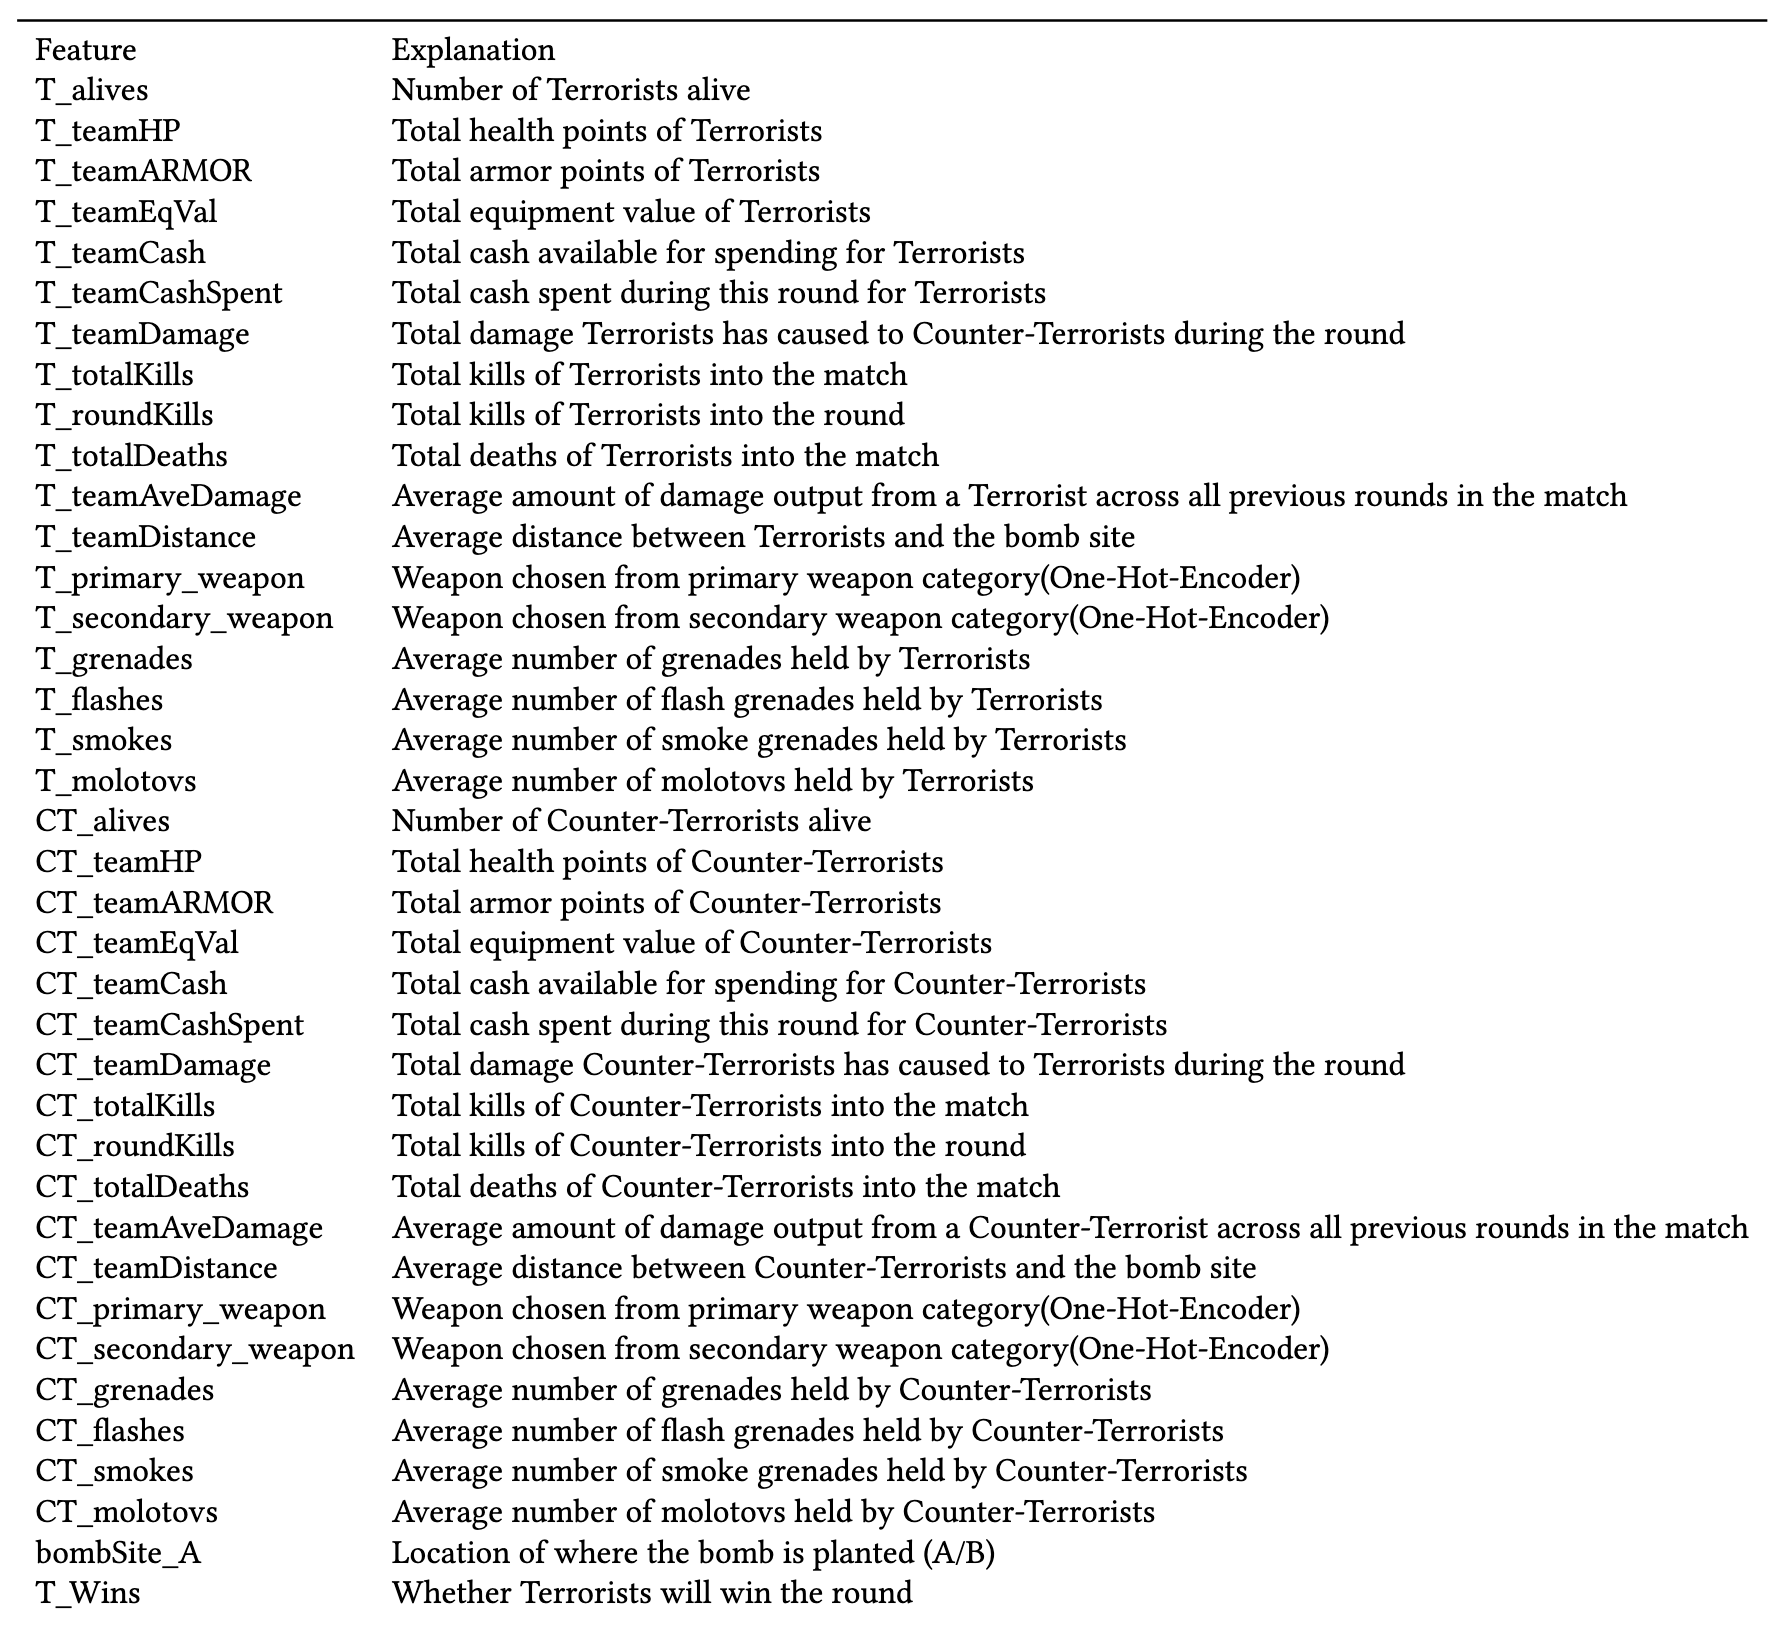 Feature Explanation
T_alives Number of Terrorists alive
T_teamHP Total health points of Terrorists
T_teamARMOR Total armor points of Terrorists
T_teamEqVal Total equipment value of Terrorists
T_teamCash Total cash available for spending for Terrorists
T_teamCashSpent Total cash spent during this round for Terrorists
T_teamDamage Total damage Terrorists has caused to Counter-Terrorists during the round
T_totalKills Total kills of Terrorists into the match
T_roundKills Total kills of Terrorists into the round
T_totalDeaths Total deaths of Terrorists into the match
T_teamAveDamage Average amount of damage output from a Terrorist across all previous rounds in the match
T_teamDistance Average distance between Terrorists and the bomb site
T_primary_weapon Weapon chosen from primary weapon category(One-Hot-Encoder)
T_secondary_weapon Weapon chosen from secondary weapon category(One-Hot-Encoder)
T_grenades Average number of grenades held by Terrorists
T_flashes Average number of flash grenades held by Terrorists
T_smokes Average number of smoke grenades held by Terrorists
T_molotovs Average number of molotovs held by Terrorists
CT_alives Number of Counter-Terrorists alive
CT_teamHP Total health points of Counter-Terrorists
CT_teamARMOR Total armor points of Counter-Terrorists
CT_teamEqVal Total equipment value of Counter-Terrorists
CT_teamCash Total cash available for spending for Counter-Terrorists
CT_teamCashSpent Total cash spent during this round for Counter-Terrorists
CT_teamDamage Total damage Counter-Terrorists has caused to Terrorists during the round
CT_totalKills Total kills of Counter-Terrorists into the match
CT_roundKills Total kills of Counter-Terrorists into the round
CT_totalDeaths Total deaths of Counter-Terrorists into the match
CT_teamAveDamage Average amount of damage output from a Counter-Terrorist across all previous rounds in the match
CT_teamDistance Average distance between Counter-Terrorists and the bomb site
CT_primary_weapon Weapon chosen from primary weapon category(One-Hot-Encoder)
CT_secondary_weapon Weapon chosen from secondary weapon category(One-Hot-Encoder)
CT_grenades Average number of grenades held by Counter-Terrorists
CT_flashes Average number of flash grenades held by Counter-Terrorists
CT_smokes Average number of smoke grenades held by Counter-Terrorists
CT_molotovs Average number of molotovs held by Counter-Terrorists
bombSite_A Location of where the bomb is planted (A/B)
T_Wins Whether Terrorists will win the round